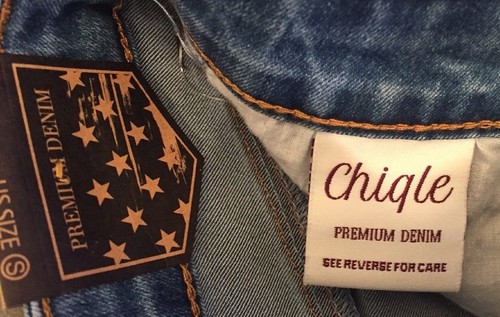 PREMIUM DENIM
US SIZE S
Chiqle
PREMIUM DENIM
SEE REVERSE FOR CARE